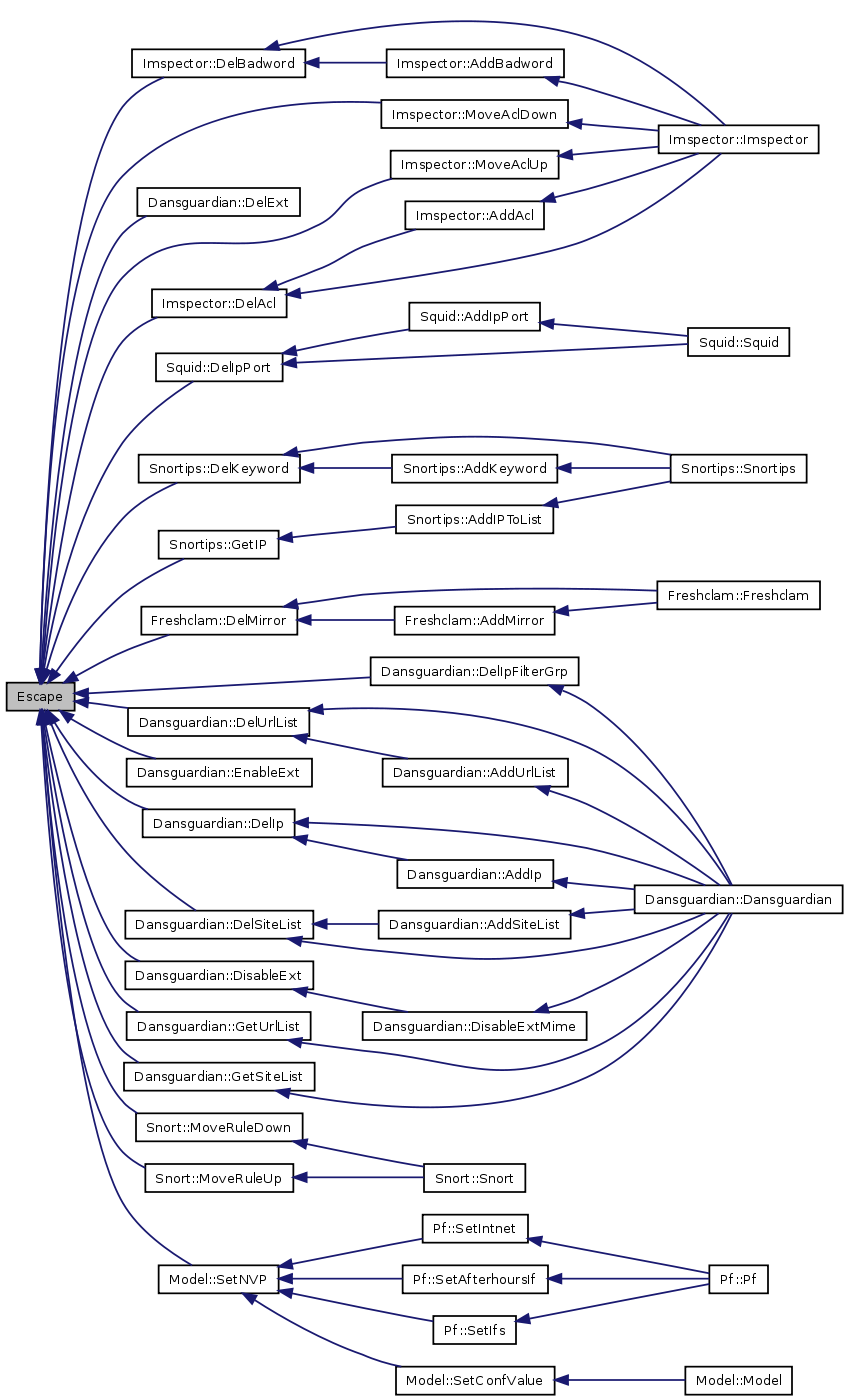 Imspector::DelBadword
Imspector::AddBadword
Imspector::MoveAclDown
Imspector::Imspector
Imspector::MoveAclUp
Dansguardian::DelExt
Imspector::AddAcl
Imspector::DelAcl
Squid::AddIpPort
Squid::Squid
Squid::DelIpPort
Snortips::DelKeyword
Snortips::AddKeyword
Snortips::Snortips
Snortips::AddIPToList
Snortips::GetIP
Freshclam::Freshclam
Freshclam::DelMirror
Freshclam::AddMirror
Dansguardian::DelIpFilterGrp
Escape
Dansguardian::DelUrlList
Dansguardian::EnableExt
Dansguardian::AddUrlList
Dansguardian::DelIp
Dansguardian::AddIp
Dansguardian::Dansguardian
Dansguardian::DelSiteList
Dansguardian::AddSiteList
Dansguardian::DisableExt
Dansguardian::GetUrlList
Dansguardian::DisableExtMime
Dansguardian::GetSiteList
Snort::MoveRuleDown
Snort::MoveRuleUp
Snort::Snort
Pf::SetIntnet
Model::SetNVP
Pf::SetAfterhoursIf
Pf::Pf
Pf::SetIfs
Model::SetConfValue
Model::Model